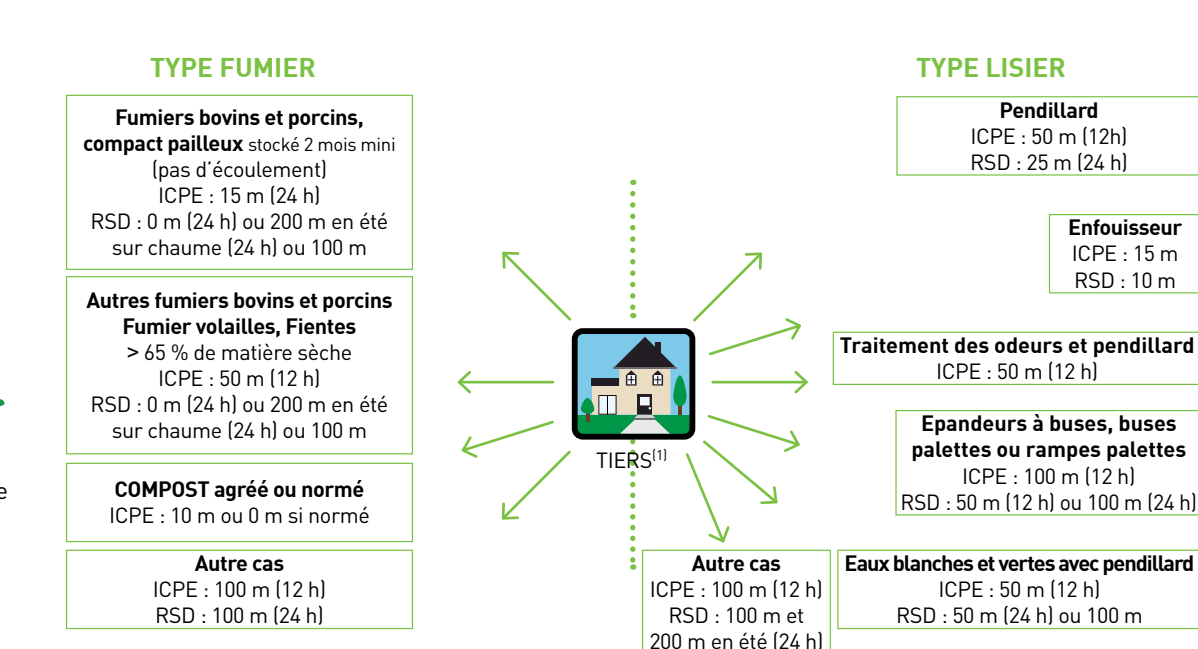 TYPE FUMIER
Fumiers bovins et porcins,
compact pailleux stocké 2 mois mini
(pas d'écoulement)
ICPE : 15 m (24 h)
RSD : 0 m (24 h) ou 200 m en été
sur chaume (24 h) ou 100 m
Autres fumiers bovins et porcins
Fumier volailles, Fientes
> 65 % de matière sèche
ICPE : 50 m (12 h)
RSD : 0 m (24 h) ou 200 m en été
sur chaume (24 h) ou 100 m
e
COMPOST agréé ou normé
ICPE : 10 m ou 0 m si normé
Autre cas
ICPE : 100 m (12 h)
RSD : 100 m (24 h)
TIERS(1)
TYPE LISIER
Pendillard
ICPE : 50 m (12h)
RSD : 25 m (24 h)
Enfouisseur
ICPE : 15 m
RSD : 10 m
Traitement des odeurs et pendillard
ICPE : 50 m (12 h)
Epandeurs à buses, buses
palettes ou rampes palettes
ICPE : 100 m (12 h)
RSD : 50 m (12 h) ou 100 m (24 h)
Autre cas
ICPE : 100 m (12 h)
RSD : 100 m et
200 m en été (24 h)
Eaux blanches et vertes avec pendillard
ICPE : 50 m (12 h)
RSD : 50 m (24 h) ou 100 m